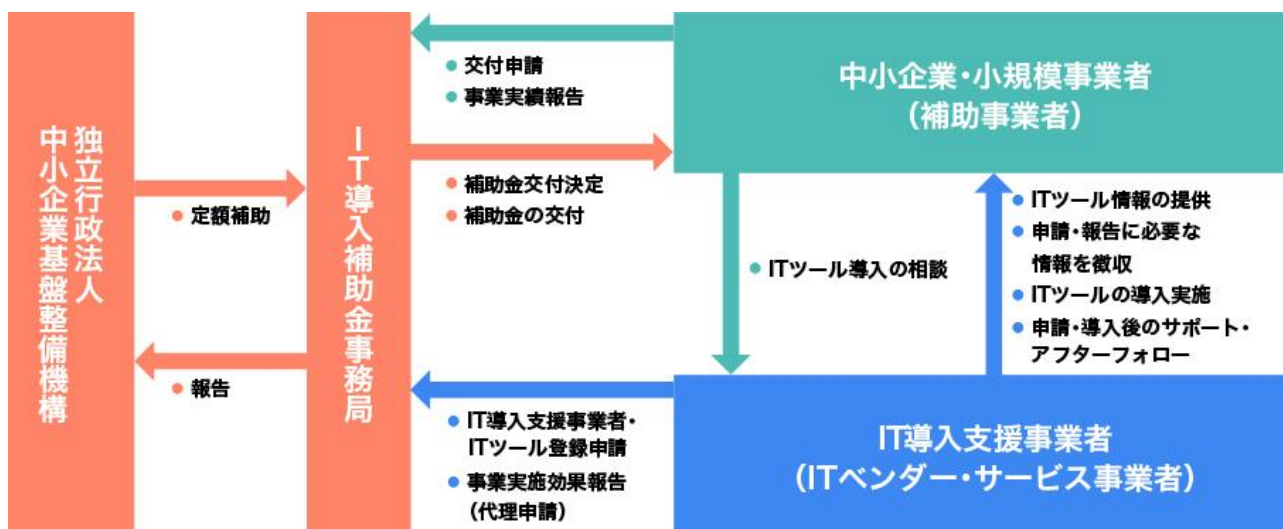 独立行政法人
中小企業基盤整備機構
● 定額補助
● 報告
IT導入補助金事務局
● 交付申請
● 事業実績報告
● 補助金交付決定
● 補助金の交付
● IT導入支援事業者・
ITツール登録申請
● 事業実施効果報告
(代理申請)
中小企業・小規模事業者
(補助事業者)
● ITツール導入の相談
● ITツール情報の提供
● 申請・報告に必要な
情報を徴収
● ITツールの導入実施
● 申請・導入後のサポート・
アフターフォロー
IT導入支援事業者
(ITベンダー・サービス事業者)